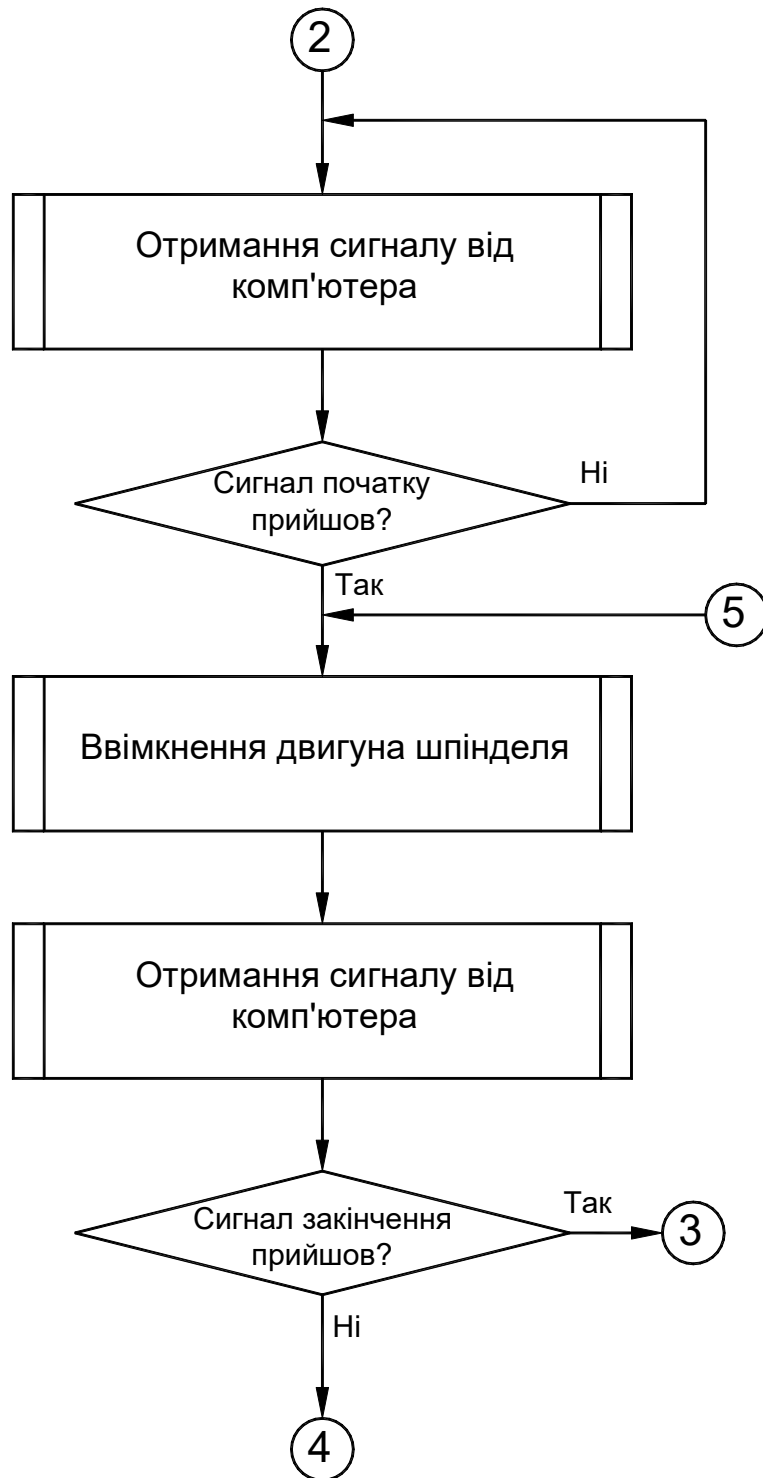 2
Отримання сигналу від
комп'ютера
Ні
Сигнал початку
прийшов?
Так
5
Ввімкнення двигуна шпінделя
Отримання сигналу від
комп'ютера
Так
Сигнал закінчення
прийшов?
3
Ні
4